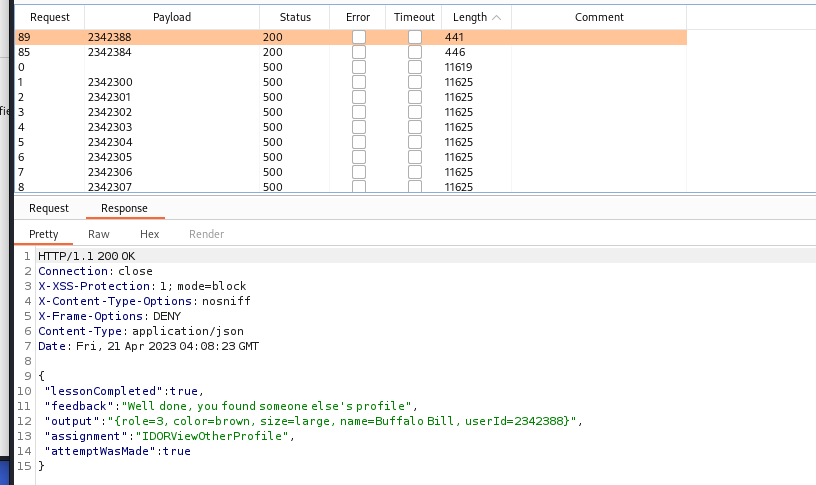 Request Payload Status Error Timeout Length Comment
89 2342388 200 441
85 2342384 200 446
0 500 11619
1 2342300 500 11625
2 2342301 500 11625
3 2342302 500 11625
4 2342303 500 11625
5 2342304 500 11625
6 2342305 500 11625
7 2342306 500 11625
8 2342307 500 11625
fie
Request Response
Pretty Raw Hex Render
1 HTTP/1.1 200 OK
2 Connection: close
3 X-XSS-Protection: 1; mode=block
4 X-Content-Type-Options: nosniff
5 X-Frame-Options: DENY
6 Content-Type: application/json
7 Date: Fri, 21 Apr 2023 04:08:23 GMT
8
9 {
10 "lessonCompleted":true,
11 "feedback":"Well done, you found someone else's profile",
12 "output":"{role=3, color=brown, size=large, name=Buffalo Bill, userId=2342388}",
13 "assignment":"IDORViewOtherProfile",
14 "attemptWasMade":true
15 }